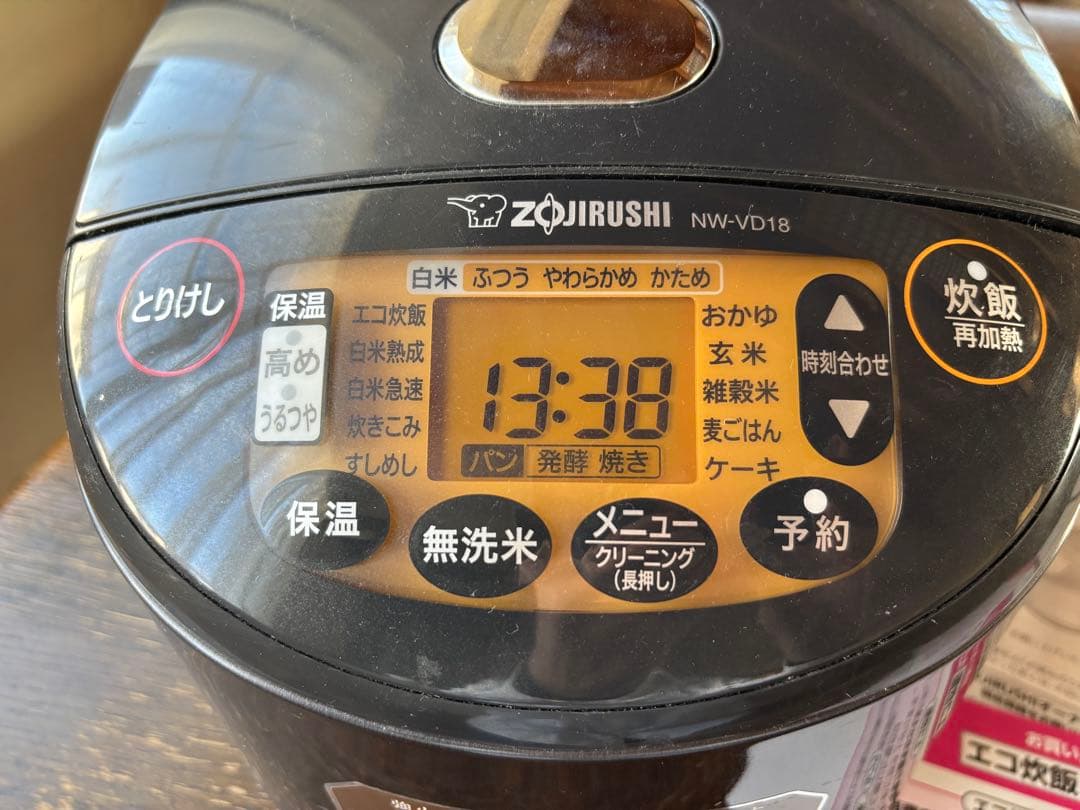 ZOJIRUSHI NW-VD18
とりけし
保温
高め
うるつや
白米 ふつう やわらかめ かため
エコ炊飯
白米熟成
白米急速
炊きこみ
すしめし
13:38
パン 発酵 焼き
おかゆ
玄米
雑穀米
麦ごはん
ケーキ
時刻合わせ
炊飯
再加熱
保温
無洗米
メニュー
クリーニング
(長押し)
予約
お買い
エコ炊飯